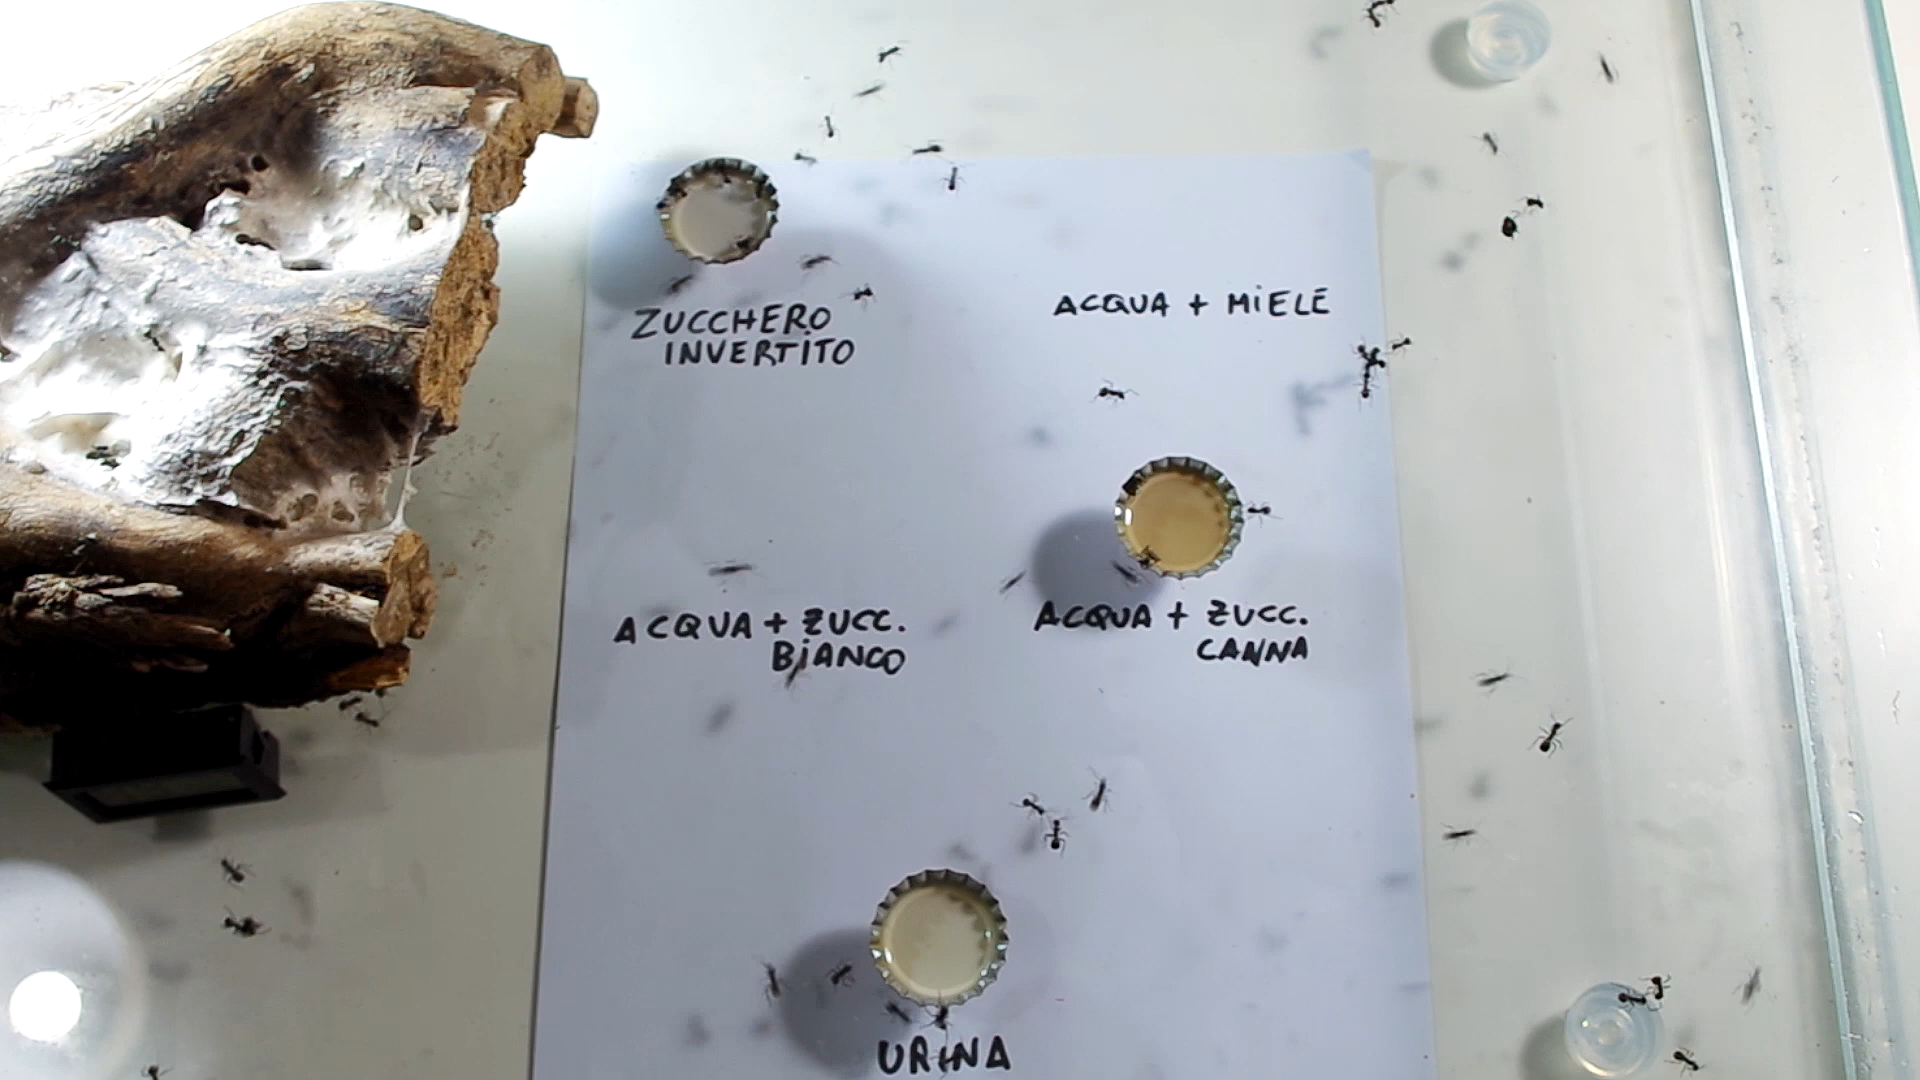 ZUCCHERO
INVERTITO
ACQUA + MIELE
ACQUA + ZUCC.
BIANCO
ACQUA + ZUCC.
CANNA
URINA